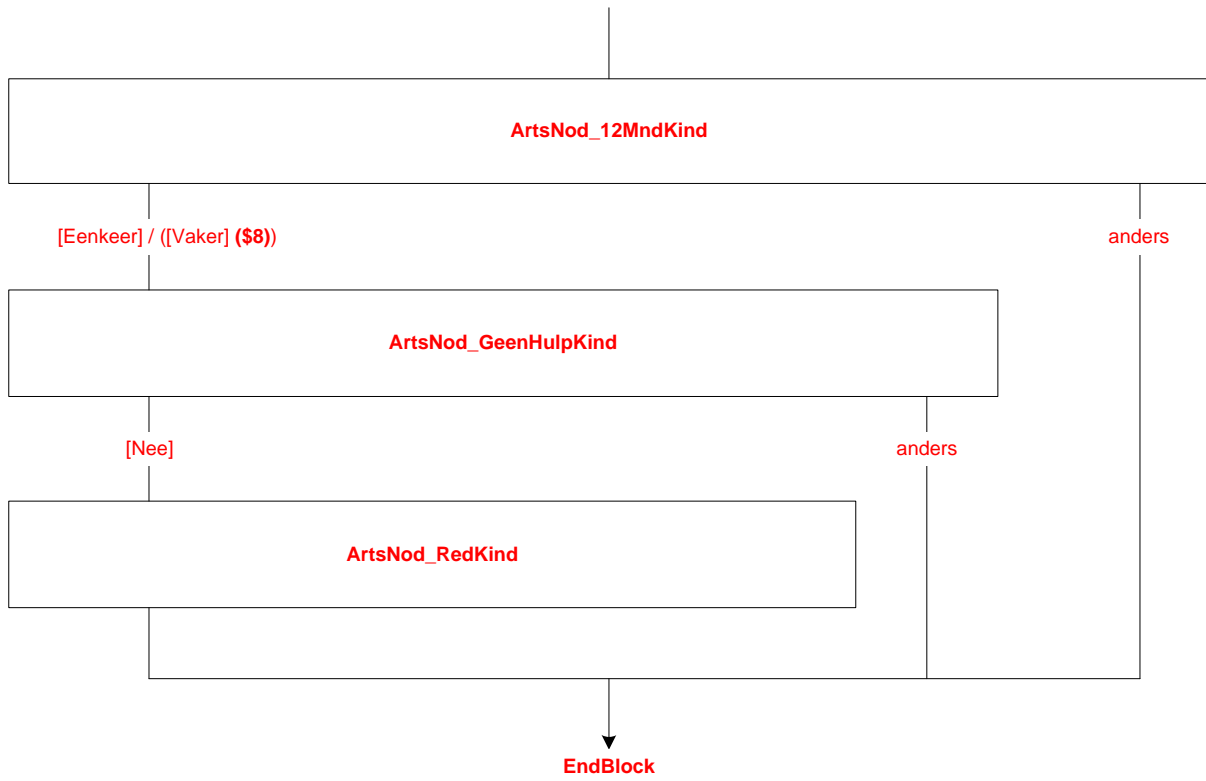 ArtsNod_12MndKind
[Eenkeer] / ([Vaker] ($8))
anders
ArtsNod_GeenHulpKind
[Nee]
anders
ArtsNod_RedKind
EndBlock